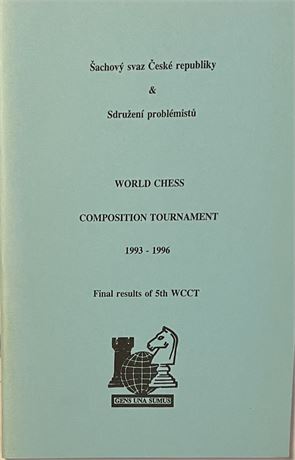 Šachový svaz České republiky
&
Sdružení problémistů
WORLD CHESS
COMPOSITION TOURNAMENT
1993 - 1996
Final results of 5th WCCT
GENS UNA SUMUS